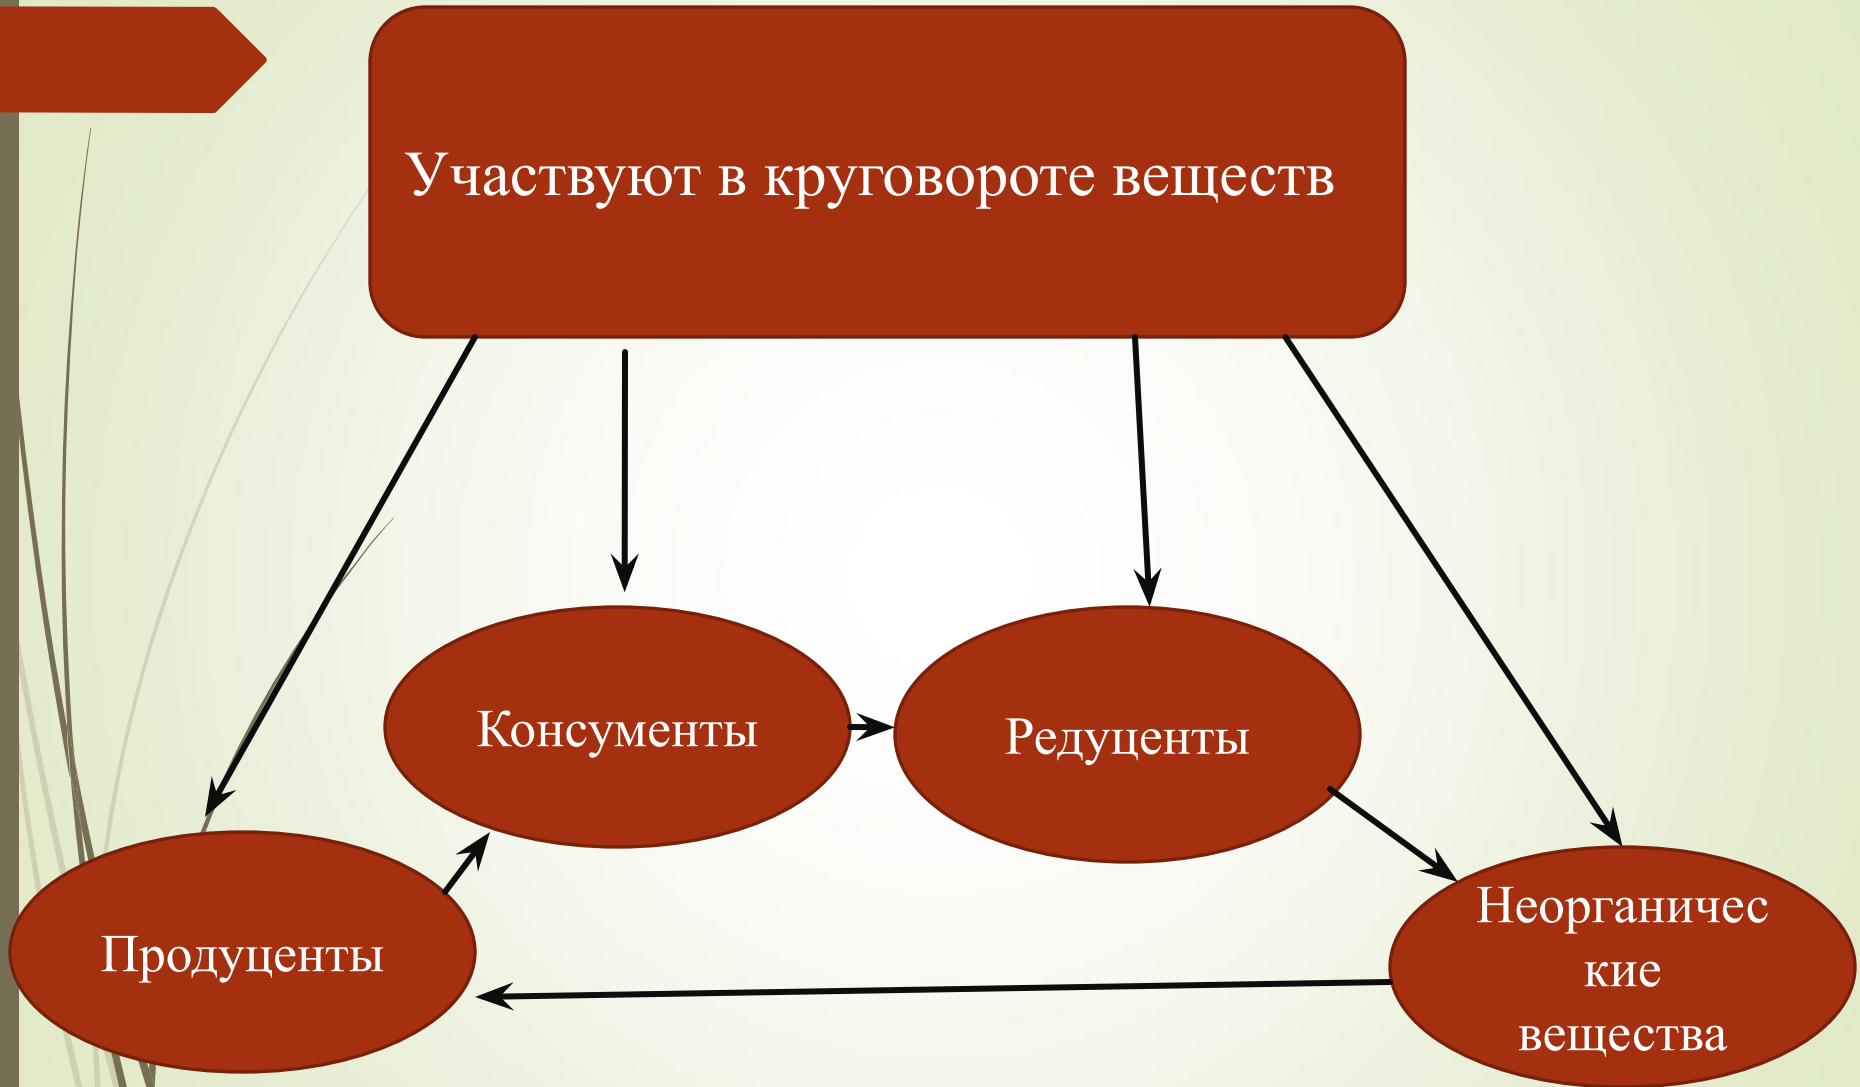 Участвуют в круговороте веществ
Консументы
Редуценты
Продуценты
Неорганичес
кие
вещества